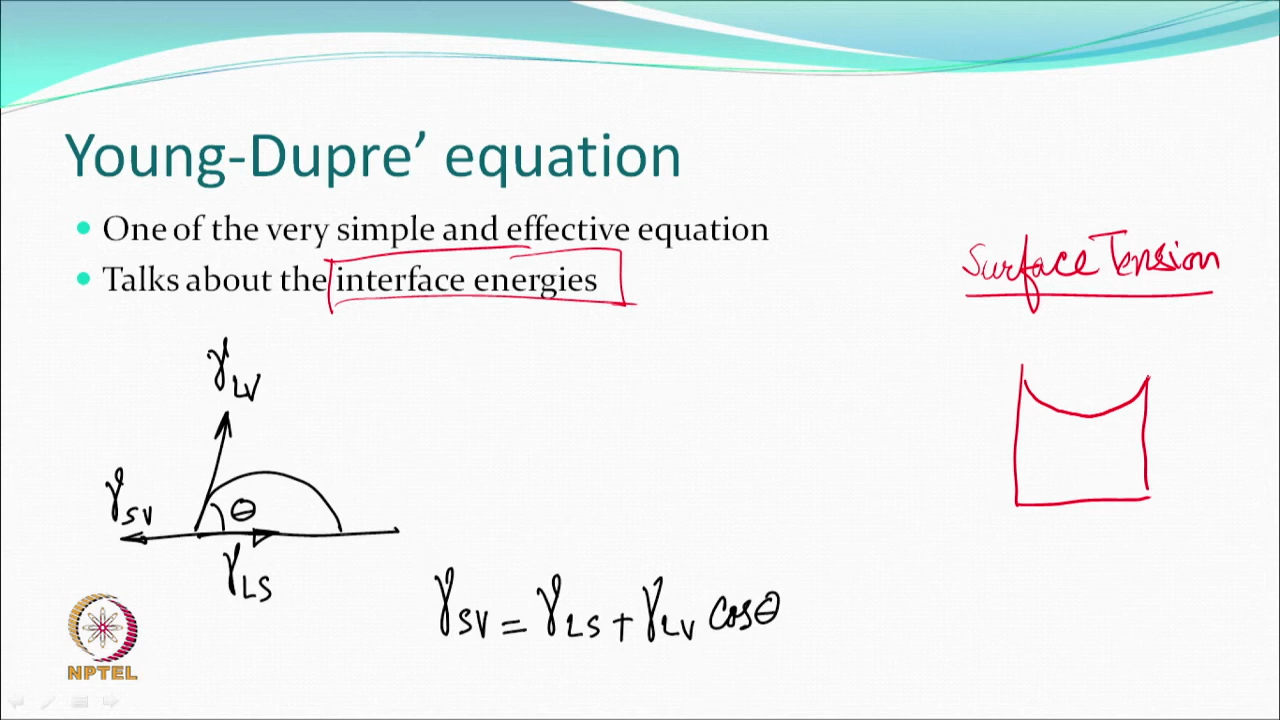 Young-Dupre’ equation
One of the very simple and effective equation
Talks about the interface energies
Surface Tension
γLV
γSV
θ
γLS
γSV = γLS + γLV cosθ
NPTEL